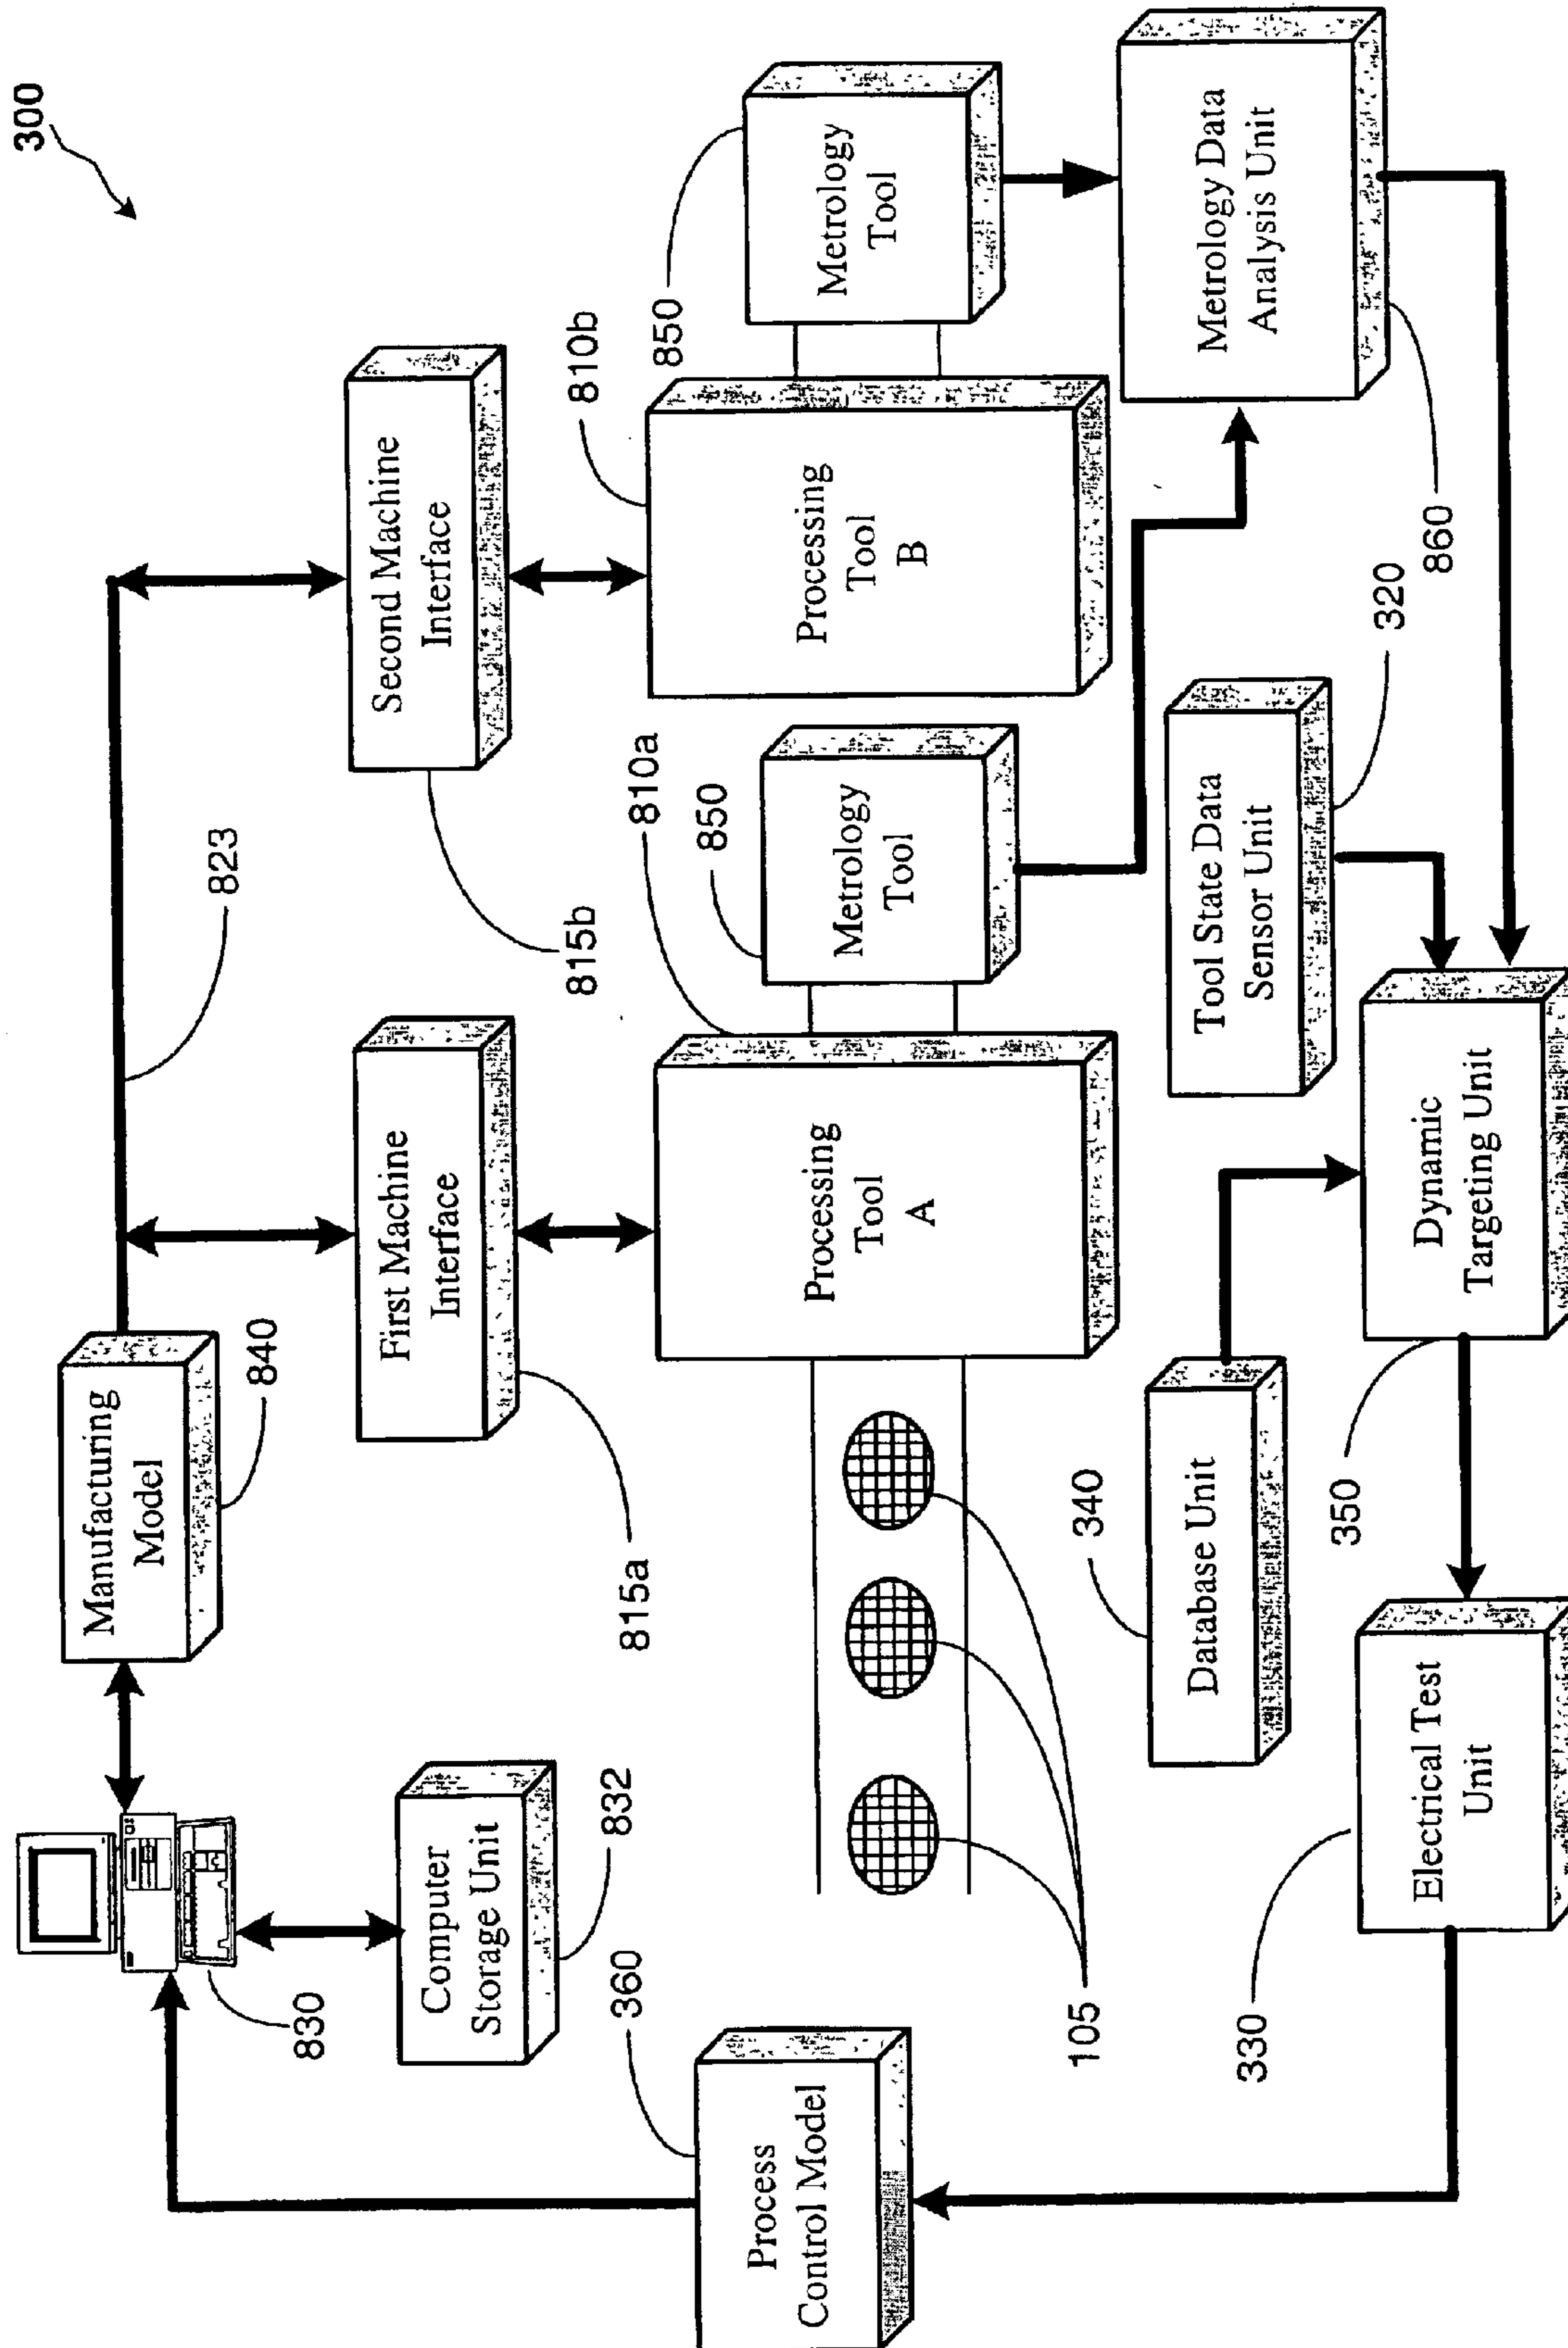 300
830
Manufacturing
Model
840
823
Computer
Storage Unit
832
First Machine
Interface
815a
Second Machine
Interface
815b
Process
Control Model
360
105
Processing
Tool
A
810a
Metrology
Tool
850
Processing
Tool
B
810b
Metrology
Tool
850
Database Unit
340
Tool State Data
Sensor Unit
320
Metrology Data
Analysis Unit
860
Electrical Test
Unit
330
Dynamic
Targeting Unit
350